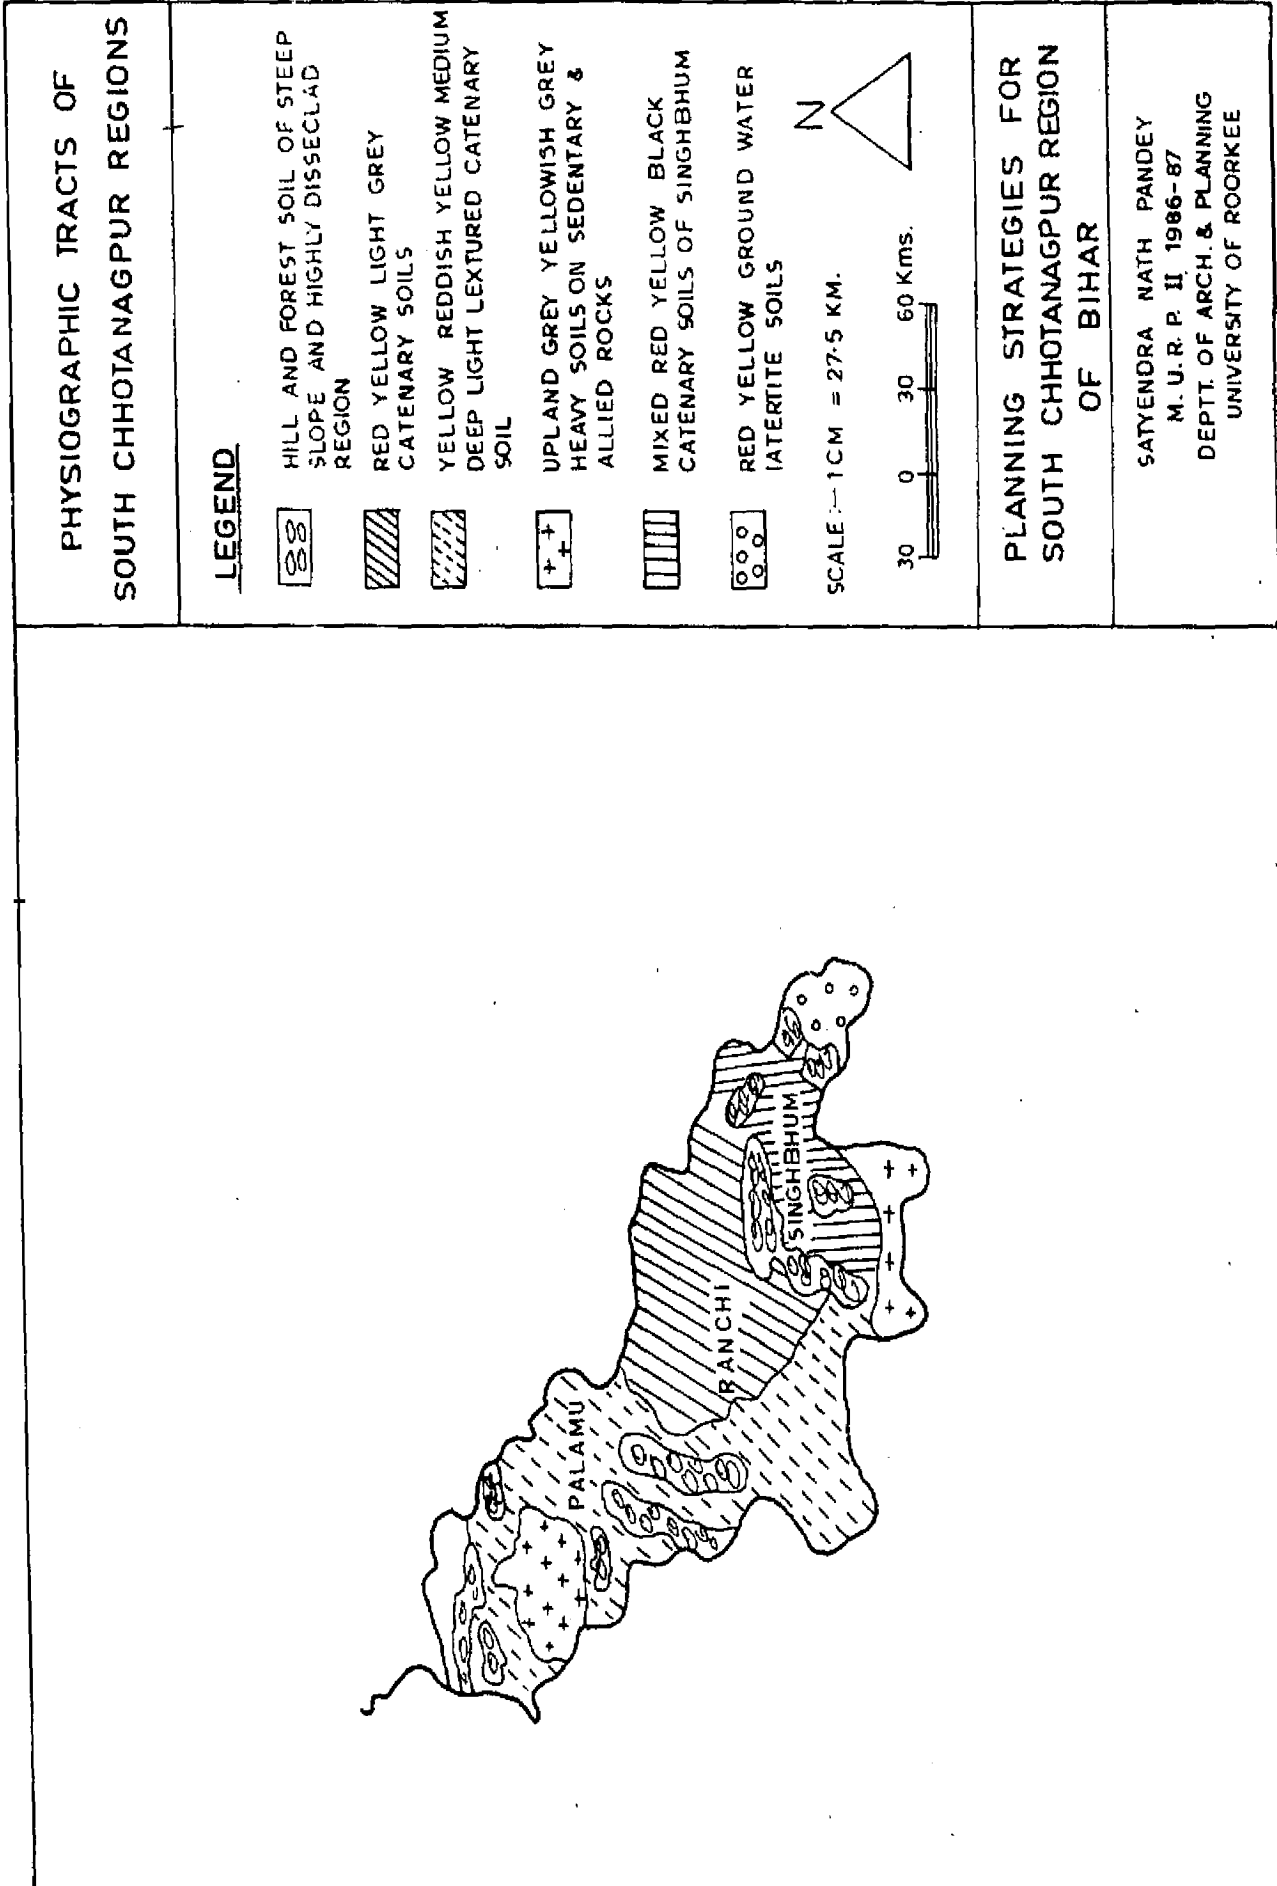 PHYSIOGRAPHIC TRACTS OF
SOUTH CHHOTANAGPUR REGIONS
LEGEND
HILL AND FOREST SOIL OF STEEP
SLOPE AND HIGHLY DISSECLAD
REGION
RED YELLOW LIGHT GREY
CATENARY SOILS
YELLOW REDDISH YELLOW MEDIUM
DEEP LIGHT LEXTURED CATENARY
SOIL
UPLAND GREY YELLOWISH GREY
HEAVY SOILS ON SEDENTARY &
ALLIED ROCKS
MIXED RED YELLOW BLACK
CATENARY SOILS OF SINGHBHUM
RED YELLOW GROUND WATER
IATERTITE SOILS
N
SCALE:- 1 CM = 27.5 KM.
30 0 30 60 Kms.
PLANNING STRATEGIES FOR
SOUTH CHHOTANAGPUR REGION
OF BIHAR
SATYENDRA NATH PANDEY
M. U. R. P. II 1986-87
DEPTT. OF ARCH. & PLANNING
UNIVERSITY OF ROORKEE
PALAMU
RANCHI
SINGHBHUM